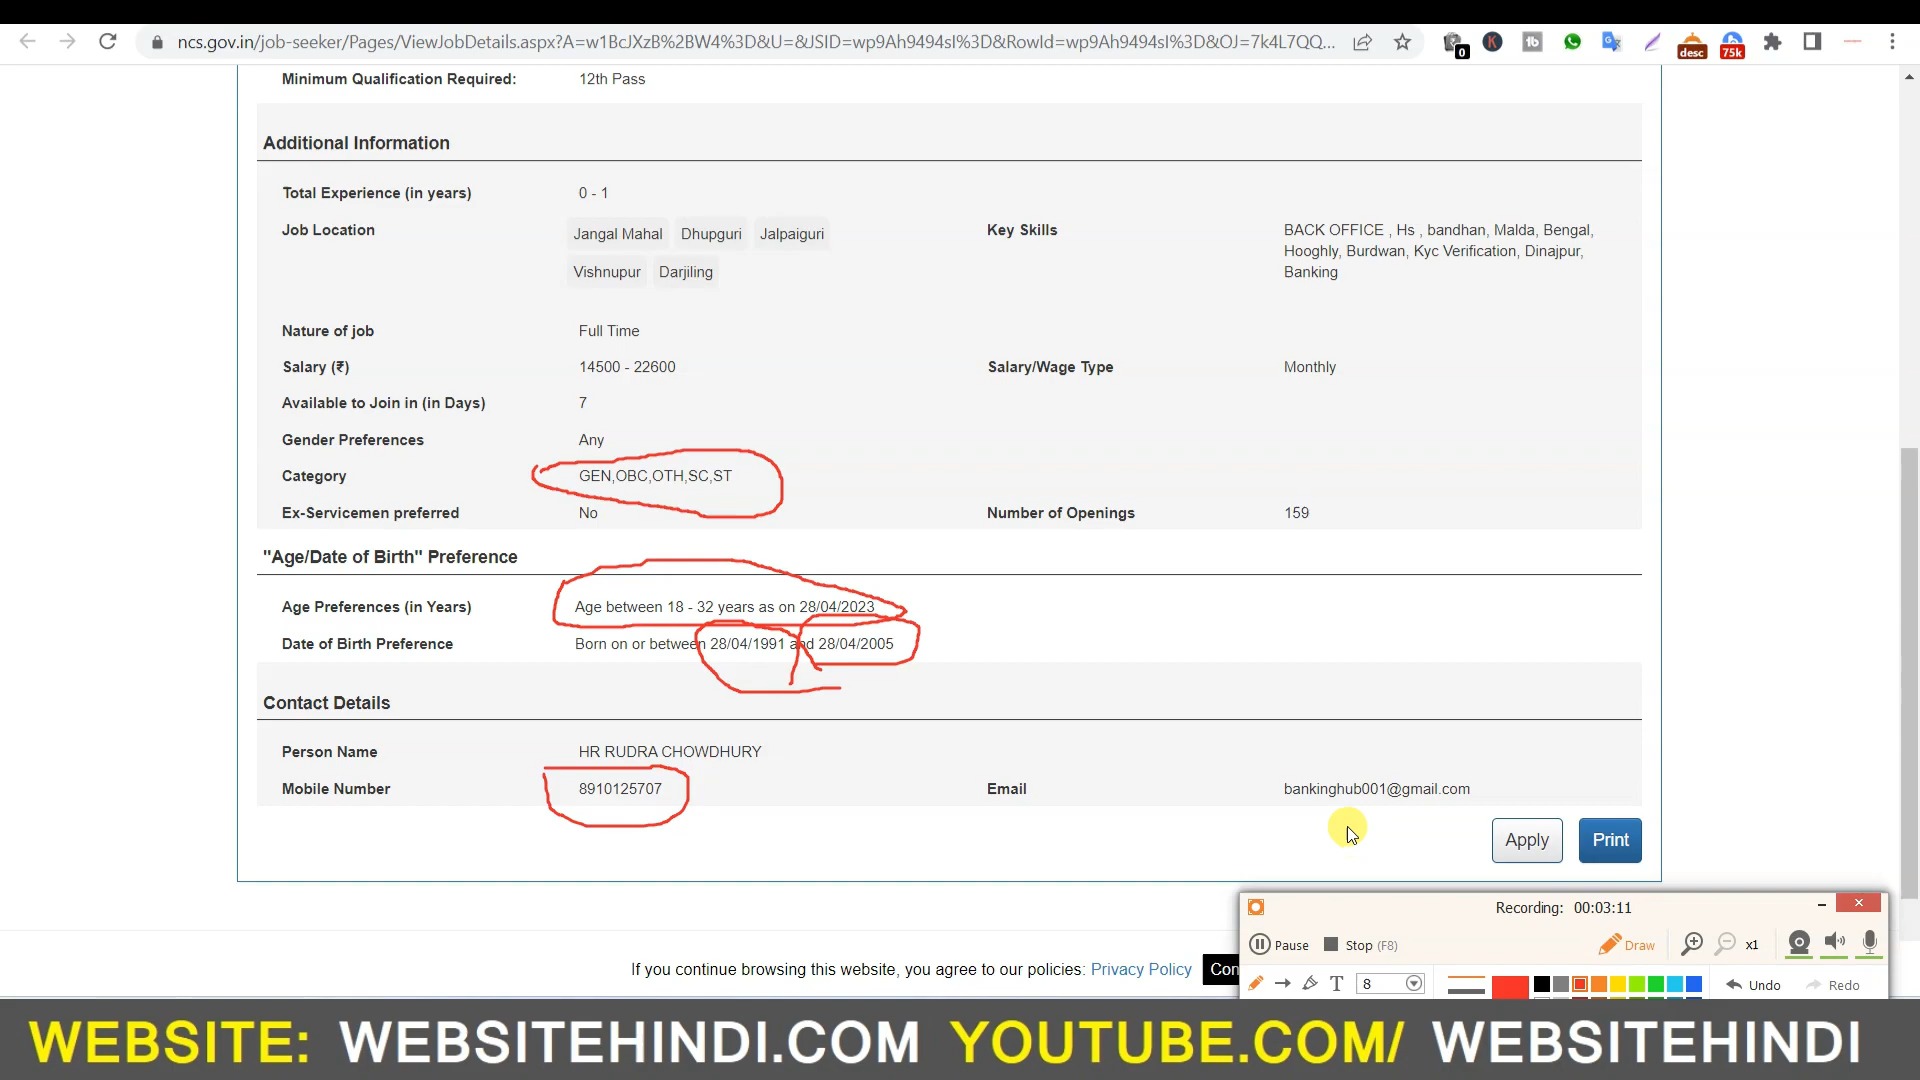 ncs.gov.in/job-seeker/Pages/ViewJobDetails.aspx?A=w1BcJXzB%2BW4%3D&U=&JSID=wp9Ah9494sI%3D&RowId=wp9Ah9494sI%3D&OJ=7k4L7QQ...
0
K
tb
desc
75k
Minimum Qualification Required: 12th Pass
Additional Information
Total Experience (in years) 0 - 1
Job Location Jangal Mahal Dhupguri Jalpaiguri
Vishnupur Darjiling
Key Skills BACK OFFICE , Hs , bandhan, Malda, Bengal,
Hooghly, Burdwan, Kyc Verification, Dinajpur,
Banking
Nature of job Full Time
Salary (₹) 14500 - 22600 Salary/Wage Type Monthly
Available to Join in (in Days) 7
Gender Preferences Any
Category GEN,OBC,OTH,SC,ST
Ex-Servicemen preferred No Number of Openings 159
"Age/Date of Birth" Preference
Age Preferences (in Years) Age between 18 - 32 years as on 28/04/2023
Date of Birth Preference Born on or between 28/04/1991 and 28/04/2005
Contact Details
Person Name HR RUDRA CHOWDHURY
Mobile Number 8910125707 Email bankinghub001@gmail.com
Apply Print
If you continue browsing this website, you agree to our policies: Privacy Policy Con
Recording: 00:03:11
Pause Stop (F8) Draw x1
T 8 Undo Redo
WEBSITE: WEBSITEHINDI.COM YOUTUBE.COM/ WEBSITEHINDI